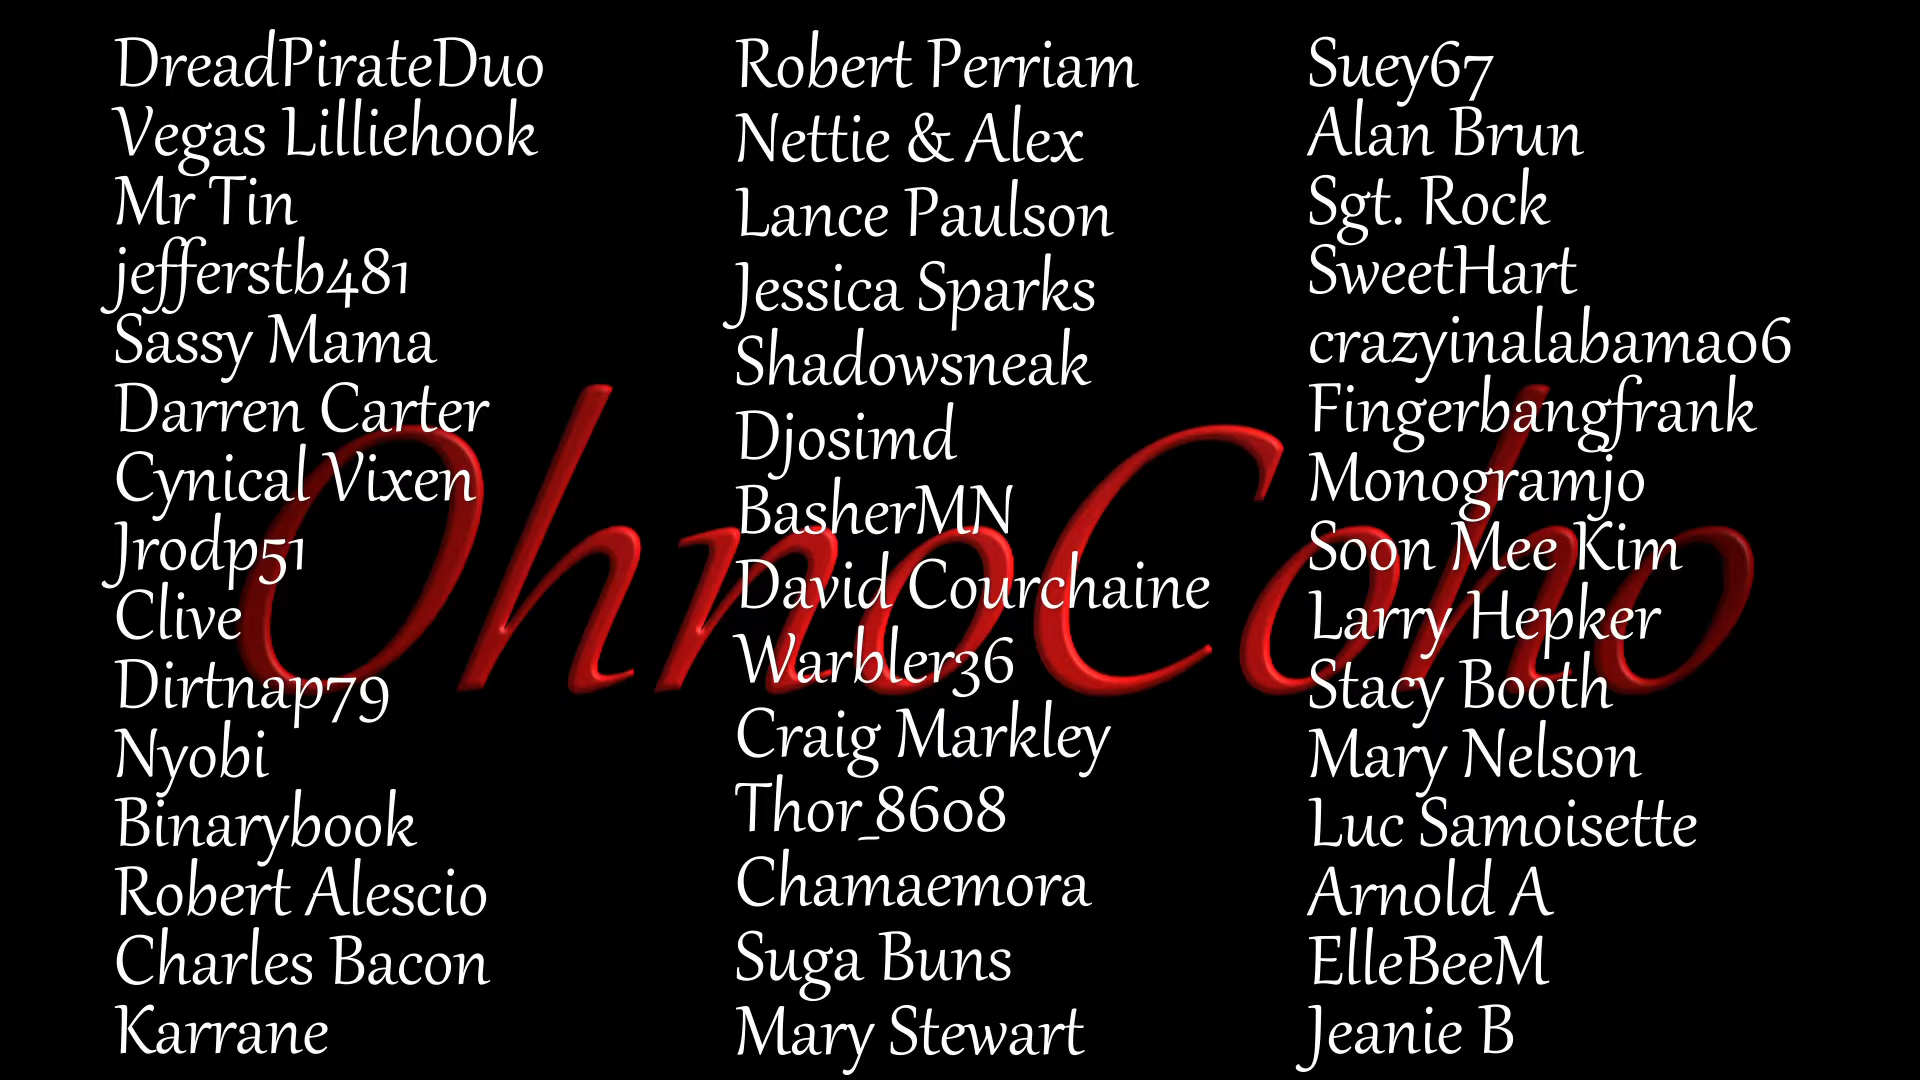 DreadPirateDuo
Vegas Lilliehook
Mr Tin
jefferstb481
Sassy Mama
Darren Carter
Cynical Vixen
Jrodp51
Clive
Dirtnap79
Nyobi
Binarybook
Robert Alescio
Charles Bacon
Karrane
Robert Perriam
Nettie & Alex
Lance Paulson
Jessica Sparks
Shadowsneak
Djosimd
BasherMN
David Courchaine
Warbler36
Craig Markley
Thor_8608
Chamaemora
Suga Buns
Mary Stewart
Suey67
Alan Brun
Sgt. Rock
SweetHart
crazyinalabama06
Fingerbangfrank
Monogramjo
Soon Mee Kim
Larry Hepker
Stacy Booth
Mary Nelson
Luc Samoisette
Arnold A
ElleBeeM
Jeanie B
OhnoCoho